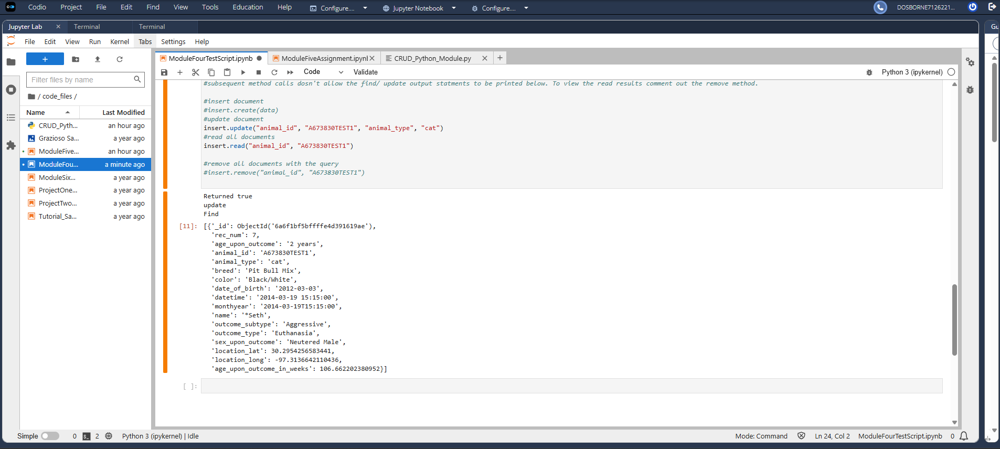 Codio Project File Edit Find View Tools Education Help Configure.... Jupyter Notebook Configure.... DOSBORNE7126221...
Jupyter Lab Terminal Terminal Gu
File Edit View Run Kernel Tabs Settings Help
ModuleFourTestScript.ipynb ModuleFiveAssignment.ipynl CRUD_Python_Module.py
Code Validate Python 3 (ipykernel)
Filter files by name
/ code_files /
Name Last Modified
CRUD_Pyth... an hour ago
Grazioso Sa... a year ago
ModuleFive... an hour ago
ModuleFou... a minute ago
ModuleSix... a year ago
ProjectOne... a year ago
ProjectTwo... a year ago
Tutorial_Sa... a year ago
#subsequent method calls dosn't allow the find/ update output statments to be printed below. To view the read results comment out the remove method.
#insert document
#insert.create(data)
#update document
insert.update("animal_id", "A673830TEST1", "animal_type", "cat")
#read all documents
insert.read("animal_id", "A673830TEST1")
#remove all documents with the query
#insert.remove("animal_id", "A673830TEST1")
Returned true
update
Find
[11]: [{'_id': ObjectId('6a6f1bf5bffffe4d391619ae'),
'rec_num': 7,
'age_upon_outcome': '2 years',
'animal_id': 'A673830TEST1',
'animal_type': 'cat',
'breed': 'Pit Bull Mix',
'color': 'Black/White',
'date_of_birth': '2012-03-03',
'datetime': '2014-03-19 15:15:00',
'monthyear': '2014-03-19T15:15:00',
'name': '*Seth',
'outcome_subtype': 'Aggressive',
'outcome_type': 'Euthanasia',
'sex_upon_outcome': 'Neutered Male',
'location_lat': 30.2954256583441,
'location_long': -97.3136642110436,
'age_upon_outcome_in_weeks': 106.662202380952}]
[ ]:
Simple 0 2 Python 3 (ipykernel) | Idle Mode: Command Ln 24, Col 2 ModuleFourTestScript.ipynb 0